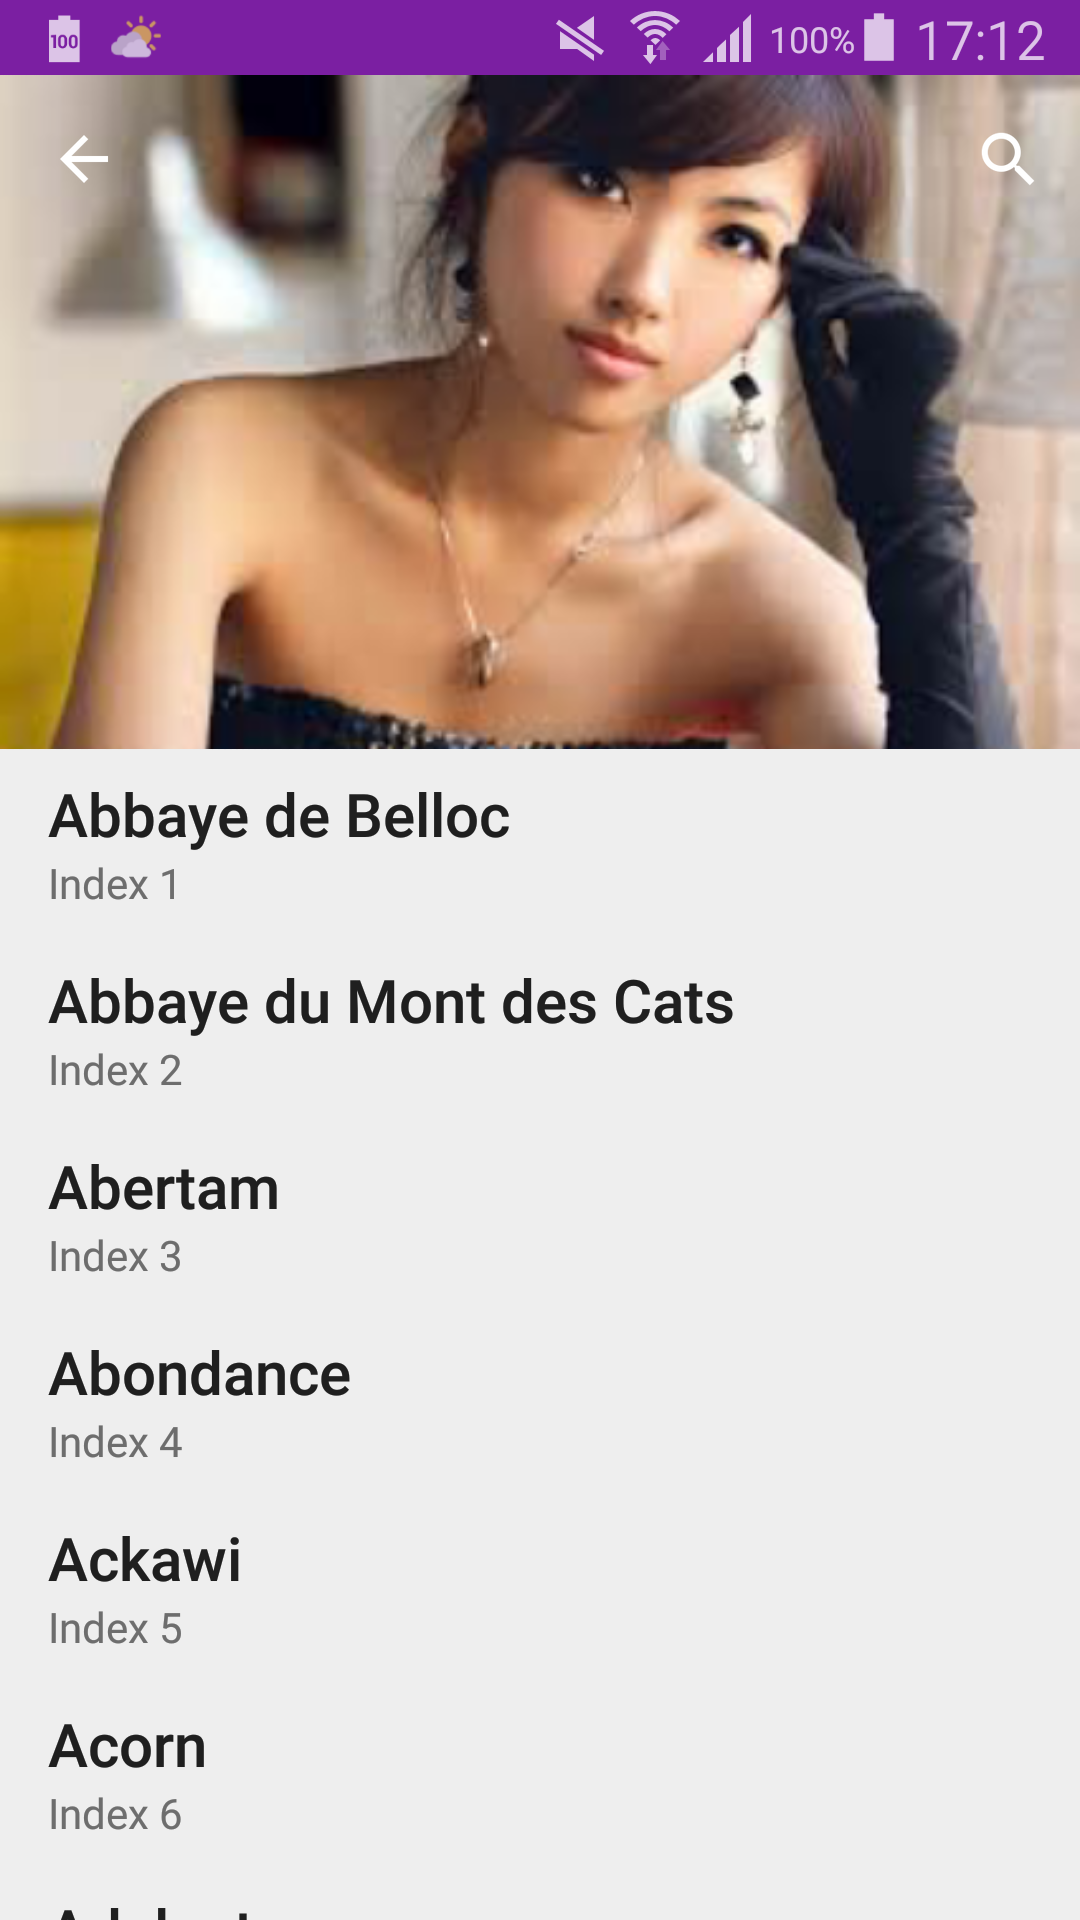 100
100%
17:12
Abbaye de Belloc
Index 1
Abbaye du Mont des Cats
Index 2
Abertam
Index 3
Abondance
Index 4
Ackawi
Index 5
Acorn
Index 6